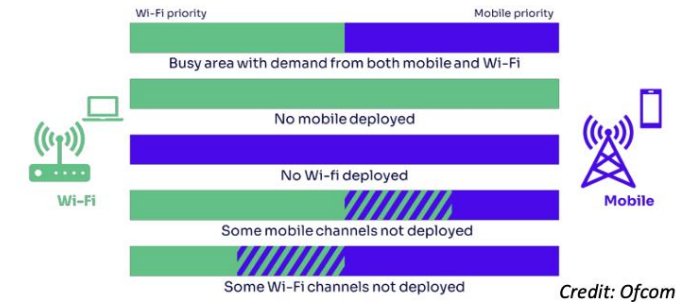 Wi-Fi priority
Mobile priority
Busy area with demand from both mobile and Wi-Fi
No mobile deployed
No Wi-fi deployed
Wi-Fi
Mobile
Some mobile channels not deployed
Some Wi-Fi channels not deployed
Credit: Ofcom